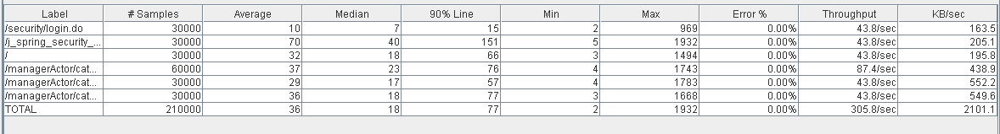 Label # Samples Average Median 90% Line Min Max Error % Throughput KB/sec
/security/login.do 30000 10 7 15 2 969 0.00% 43.8/sec 163.5
/j_spring_security_... 30000 70 40 151 5 1932 0.00% 43.8/sec 205.1
/ 30000 32 18 66 3 1494 0.00% 43.8/sec 195.8
/managerActor/cat... 60000 37 23 76 4 1743 0.00% 87.4/sec 438.9
/managerActor/cat... 30000 29 17 57 4 1783 0.00% 43.8/sec 552.2
/managerActor/cat... 30000 36 18 77 3 1668 0.00% 43.8/sec 549.6
TOTAL 210000 36 18 77 2 1932 0.00% 305.8/sec 2101.1